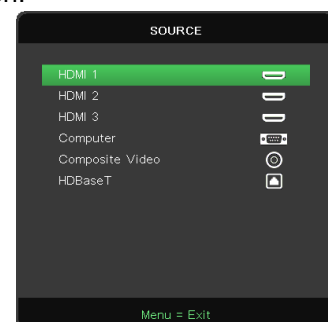 SOURCE
HDMI 1
HDMI 2
HDMI 3
Computer
Composite Video
HDBaseT
Menu = Exit